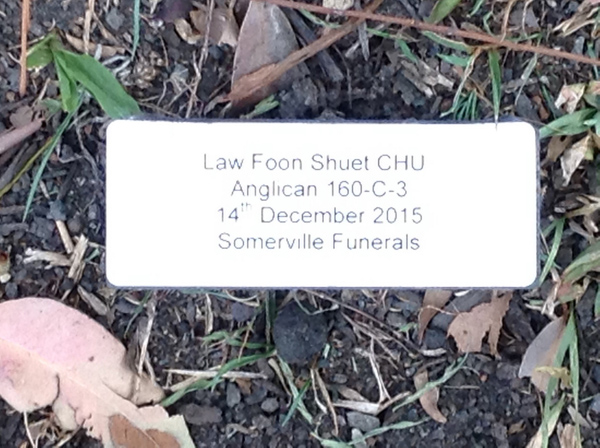 Law Foon Shuet CHU
Anglican 160-C-3
14th December 2015
Somerville Funerals